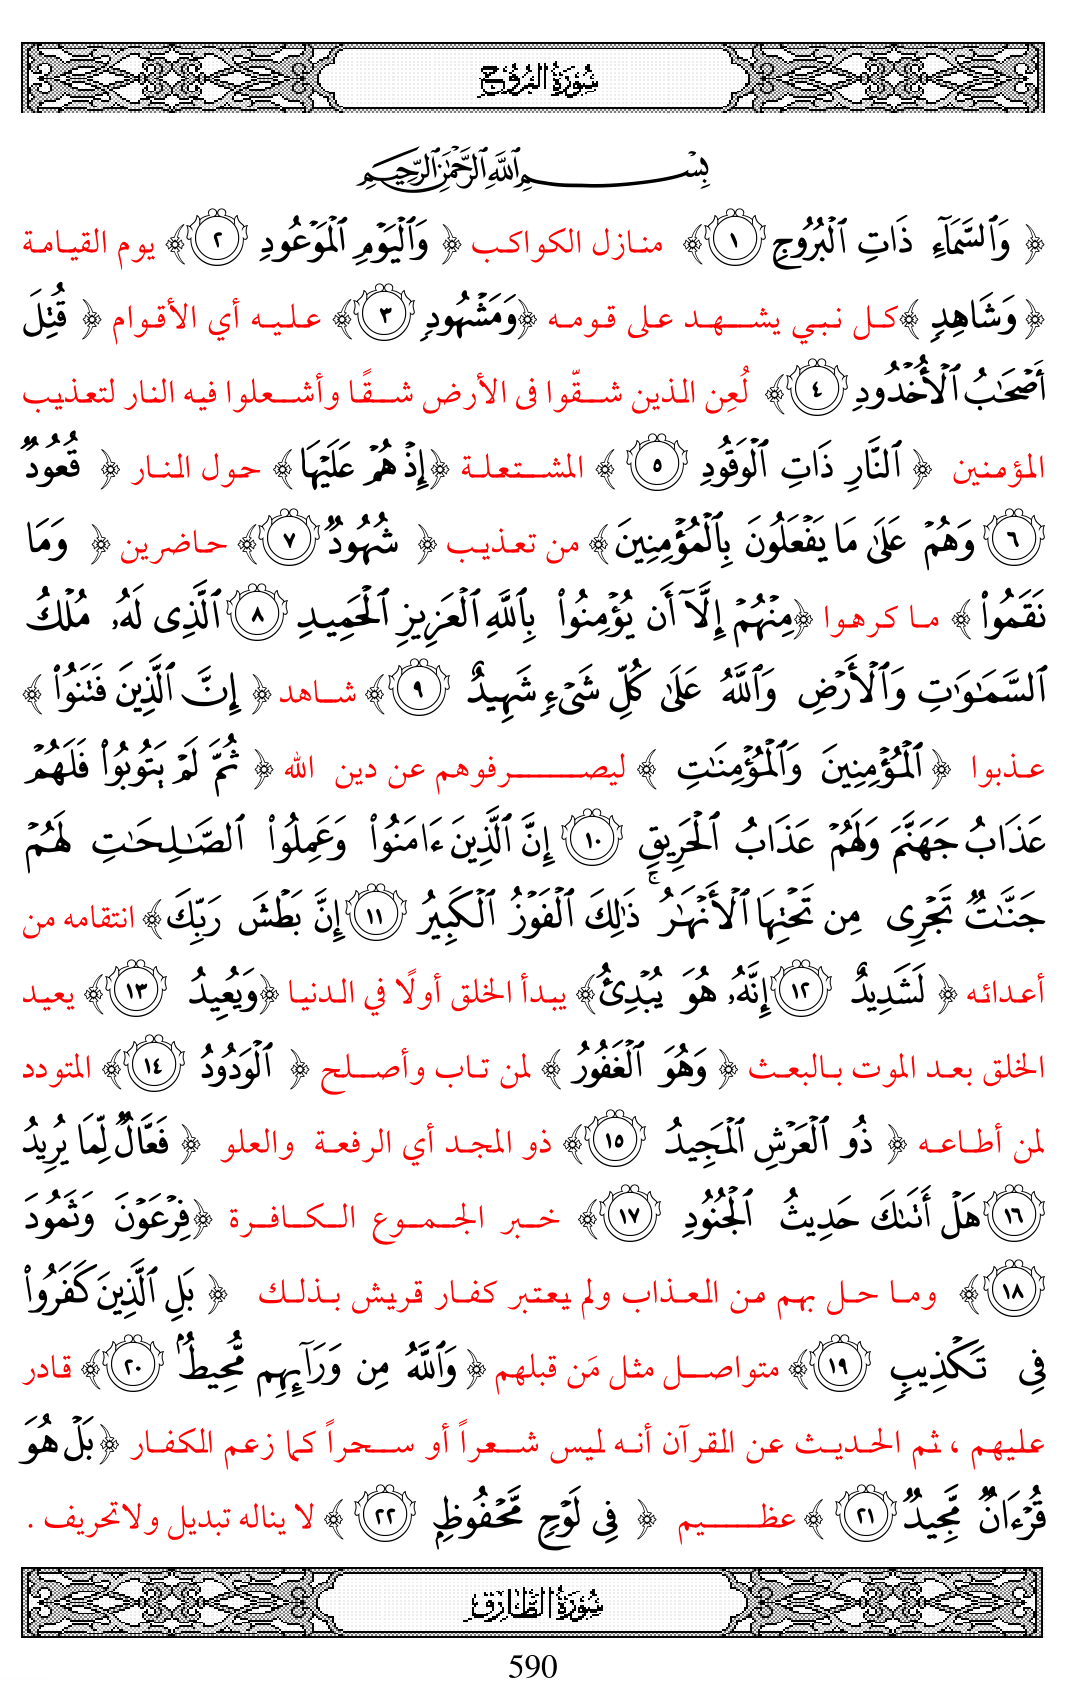 سُورَةُ البُرُوجِ
بِسْمِ ٱللَّهِ ٱلرَّحْمَٰنِ ٱلرَّحِيمِ
﴿ وَٱلسَّمَآءِ ذَاتِ ٱلْبُرُوجِ ١ ﴾ منازل الكواكب ﴿ وَٱلْيَوْمِ ٱلْمَوْعُودِ ٢ ﴾ يوم القيامة
﴿ وَشَاهِدٍ ﴾ كل نبي يشهد على قومه ﴿ وَمَشْهُودٍ ٣ ﴾ عليه أي الأقوام ﴿ قُتِلَ
أَصْحَٰبُ ٱلْأُخْدُودِ ٤ ﴾ لُعِن الذين شقّوا فى الأرض شقًا وأشعلوا فيه النار لتعذيب
المؤمنين ﴿ ٱلنَّارِ ذَاتِ ٱلْوَقُودِ ٥ ﴾ المشتعلة ﴿ إِذْ هُمْ عَلَيْهَا ﴾ حول النار ﴿ قُعُودٌ
٦ وَهُمْ عَلَىٰ مَا يَفْعَلُونَ بِٱلْمُؤْمِنِينَ ﴾ من تعذيب ﴿ شُهُودٌ ٧ ﴾ حاضرين ﴿ وَمَا
نَقَمُوا۟ ﴾ ما كرهوا ﴿ مِنْهُمْ إِلَّآ أَن يُؤْمِنُوا۟ بِٱللَّهِ ٱلْعَزِيزِ ٱلْحَمِيدِ ٨ ٱلَّذِى لَهُۥ مُلْكُ
ٱلسَّمَٰوَٰتِ وَٱلْأَرْضِ وَٱللَّهُ عَلَىٰ كُلِّ شَىْءٍ شَهِيدٌ ٩ ﴾ شاهد ﴿ إِنَّ ٱلَّذِينَ فَتَنُوا۟ ﴾
عذبوا ﴿ ٱلْمُؤْمِنِينَ وَٱلْمُؤْمِنَٰتِ ﴾ ليصرفوهم عن دين الله ﴿ ثُمَّ لَمْ يَتُوبُوا۟ فَلَهُمْ
عَذَابُ جَهَنَّمَ وَلَهُمْ عَذَابُ ٱلْحَرِيقِ ١٠ إِنَّ ٱلَّذِينَ ءَامَنُوا۟ وَعَمِلُوا۟ ٱلصَّٰلِحَٰتِ لَهُمْ
جَنَّٰتٌ تَجْرِى مِن تَحْتِهَا ٱلْأَنْهَٰرُ ۚ ذَٰلِكَ ٱلْفَوْزُ ٱلْكَبِيرُ ١١ إِنَّ بَطْشَ رَبِّكَ ﴾ انتقامه من
أعدائه ﴿ لَشَدِيدٌ ١٢ إِنَّهُۥ هُوَ يُبْدِئُ ﴾ يبدأ الخلق أولًا في الدنيا ﴿ وَيُعِيدُ ١٣ ﴾ يعيد
الخلق بعد الموت بالبعث ﴿ وَهُوَ ٱلْغَفُورُ ﴾ لمن تاب وأصلح ﴿ ٱلْوَدُودُ ١٤ ﴾ المتودد
لمن أطاعه ﴿ ذُو ٱلْعَرْشِ ٱلْمَجِيدُ ١٥ ﴾ ذو المجد أي الرفعة والعلو ﴿ فَعَّالٌ لِّمَا يُرِيدُ
١٦ هَلْ أَتَىٰكَ حَدِيثُ ٱلْجُنُودِ ١٧ ﴾ خبر الجموع الكافرة ﴿ فِرْعَوْنَ وَثَمُودَ
١٨ ﴾ وما حل بهم من العذاب ولم يعتبر كفار قريش بذلك ﴿ بَلِ ٱلَّذِينَ كَفَرُوا۟
فِى تَكْذِيبٍ ١٩ ﴾ متواصل مثل مَن قبلهم ﴿ وَٱللَّهُ مِن وَرَآئِهِم مُّحِيطٌۢ ٢٠ ﴾ قادر
عليهم ، ثم الحديث عن القرآن أنه ليس شعراً أو سحراً كما زعم الكفار ﴿ بَلْ هُوَ
قُرْءَانٌ مَّجِيدٌ ٢١ ﴾ عظيم ﴿ فِى لَوْحٍ مَّحْفُوظٍ ٢٢ ﴾ لا يناله تبديل ولاتحريف .
سُورَةُ الطَّارِقِ
590